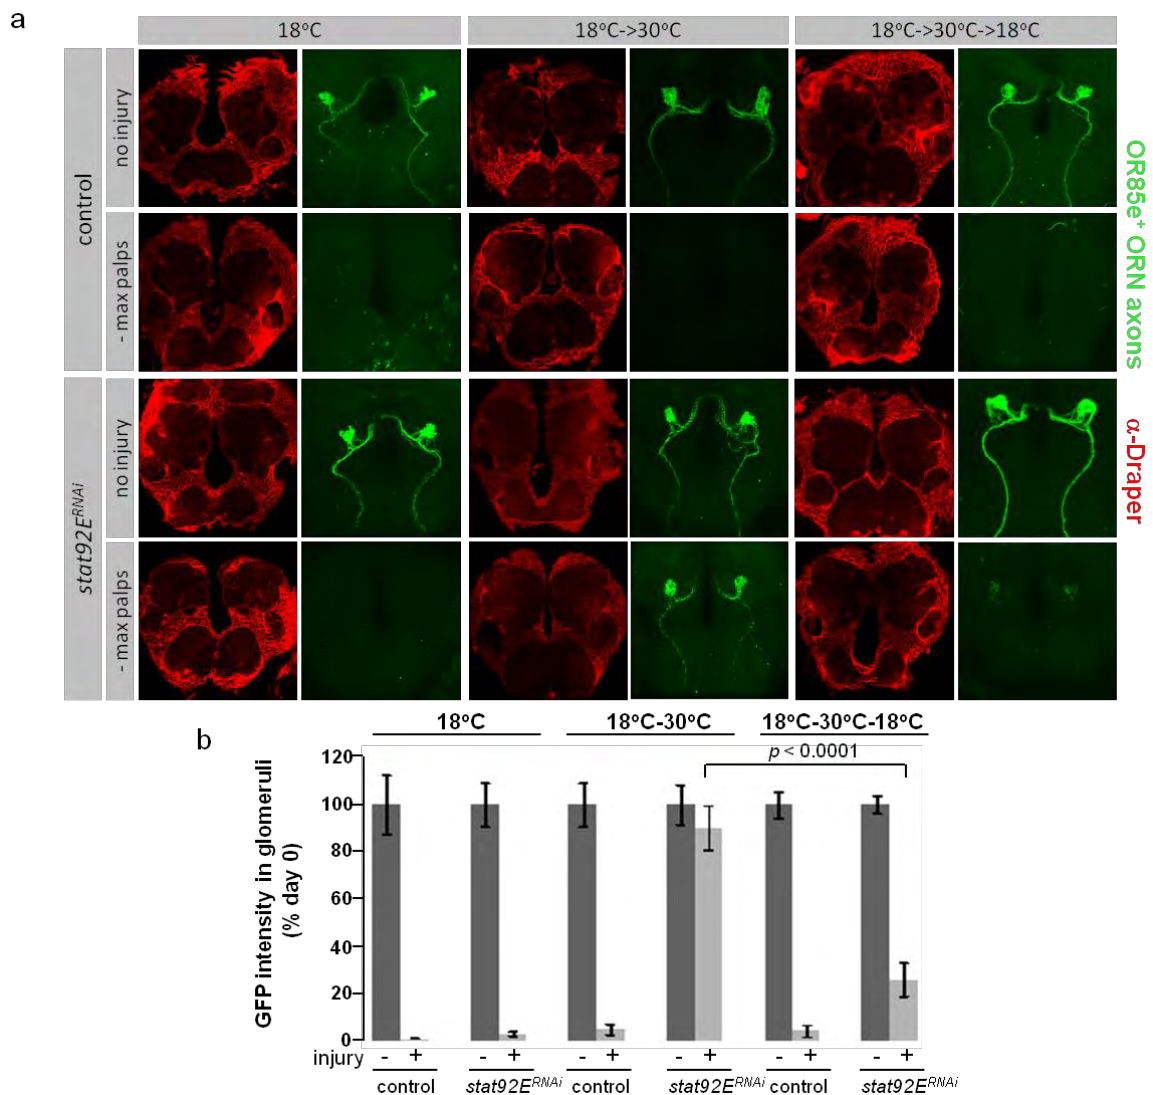 a
18°C
18°C->30°C
18°C->30°C->18°C
control
no injury
- max palps
stat92E^RNAi
no injury
- max palps
OR85e⁺ ORN axons
α-Draper
b
18°C
18°C-30°C
18°C-30°C-18°C
p < 0.0001
GFP intensity in glomeruli
(% day 0)
120
100
80
60
40
20
0
injury - + - + - + - + - + - +
control stat92E^RNAi control stat92E^RNAi control stat92E^RNAi